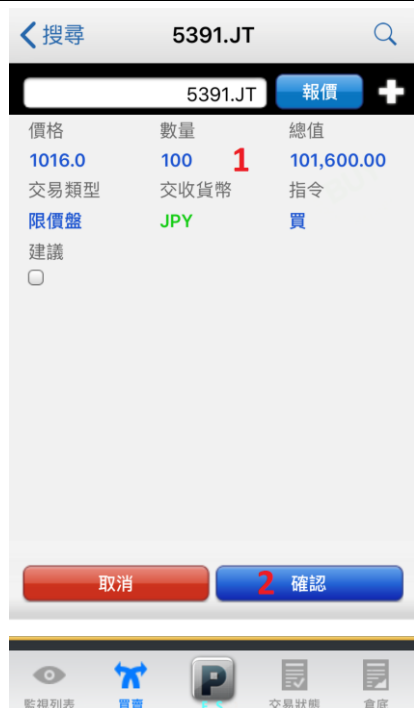 搜尋 5391.JT
5391.JT 報價
價格 數量 總值
1016.0 100 1 101,600.00
交易類型 交收貨幣 指令
限價盤 JPY 買
建議
取消 2 確認
P
監視列表 買賣 交易狀態 倉底